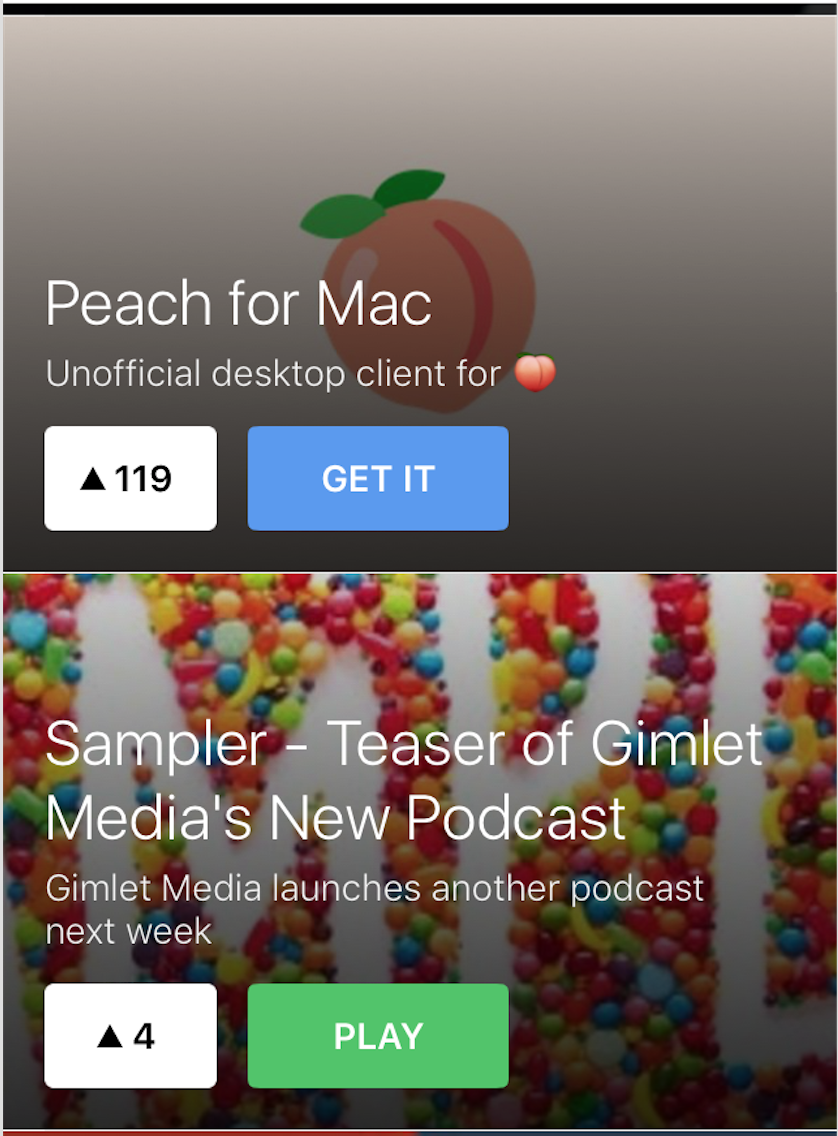 Peach for Mac
Unofficial desktop client for 🍑
▲ 119
GET IT
Sampler - Teaser of Gimlet
Media's New Podcast
Gimlet Media launches another podcast
next week
▲ 4
PLAY